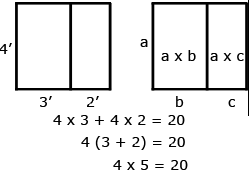 4′
a
a x b
a x c
3′
2′
b
c
4 x 3 + 4 x 2 = 20
4 (3 + 2) = 20
4 x 5 = 20